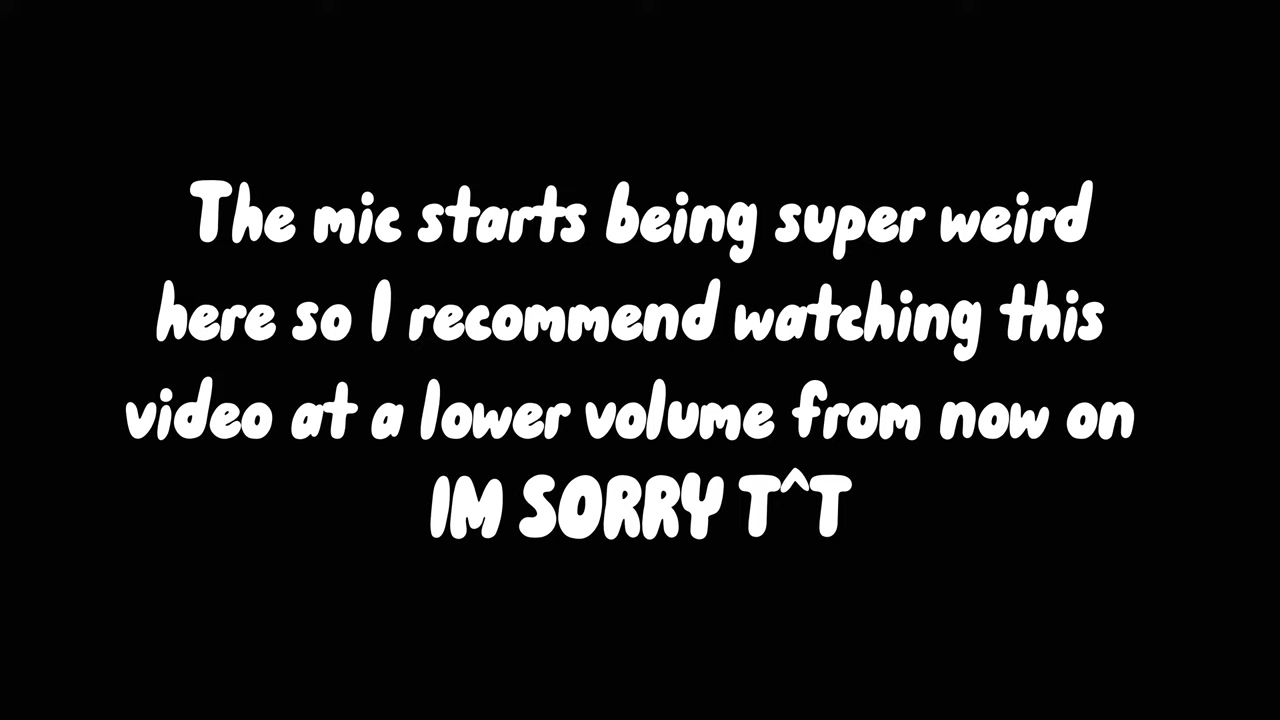 The mic starts being super weird
here so I recommend watching this
video at a lower volume from now on
IM SORRY T^T